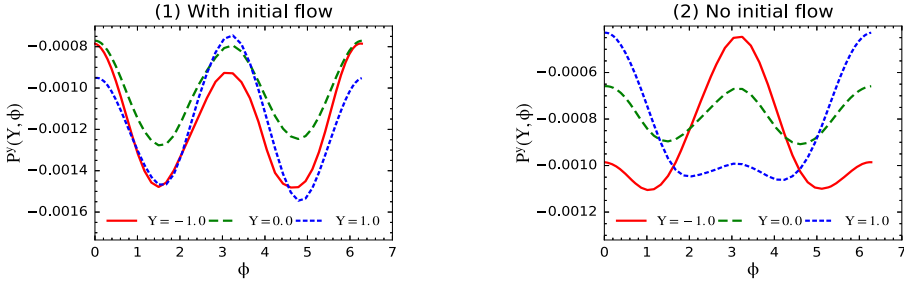 (1) With initial flow
−0.0008
−0.0010
−0.0012
−0.0014
−0.0016
P^y(Y, ϕ)
Y=−1.0 Y=0.0 Y=1.0
0 1 2 3 4 5 6 7
ϕ
(2) No initial flow
−0.0006
−0.0008
−0.0010
−0.0012
P^y(Y, ϕ)
Y=−1.0 Y=0.0 Y=1.0
0 1 2 3 4 5 6 7
ϕ